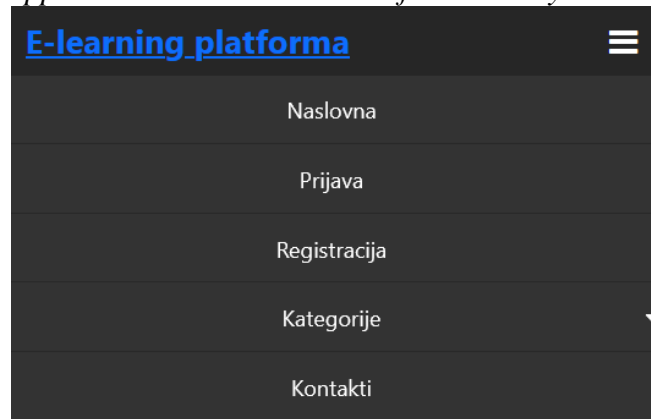 E-learning platforma
Naslovna
Prijava
Registracija
Kategorije
Kontakti